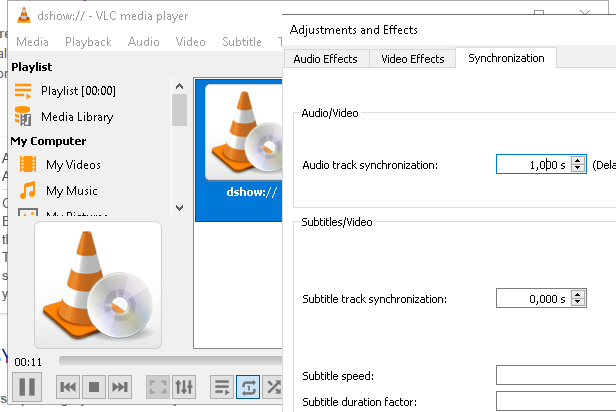 dshow:// - VLC media player
Media Playback Audio Video Subtitle T
Playlist
Playlist [00:00]
Media Library
My Computer
My Videos
My Music
My Pictures
dshow://
00:11
Adjustments and Effects
Audio Effects Video Effects Synchronization
Audio/Video
Audio track synchronization: 1,000 s (Dela
Subtitles/Video
Subtitle track synchronization: 0,000 s
Subtitle speed:
Subtitle duration factor: